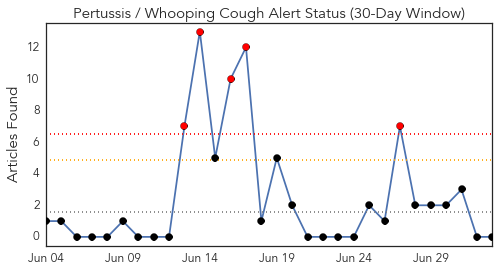 Pertussis / Whooping Cough Alert Status (30-Day Window)
Articles Found
12
10
8
6
4
2
0
Jun 04
Jun 09
Jun 14
Jun 19
Jun 24
Jun 29